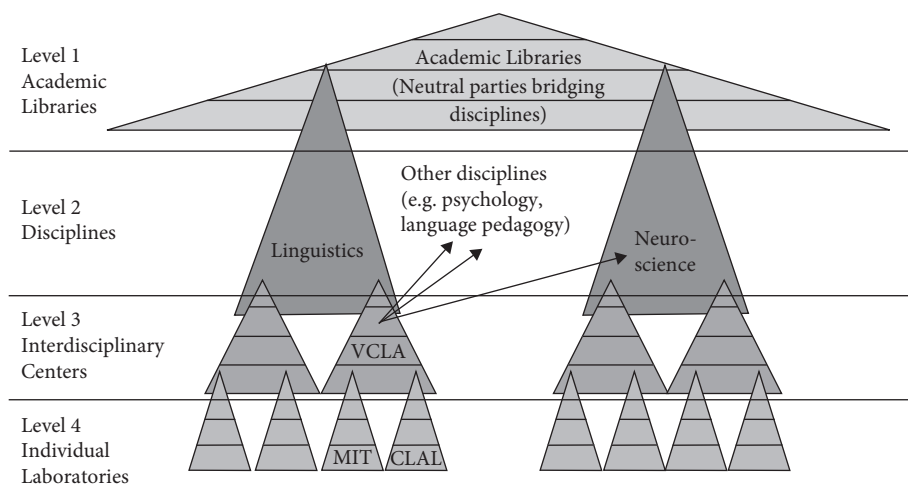 Level 1
Academic
Libraries
Academic Libraries
(Neutral parties bridging
disciplines)
Level 2
Disciplines
Other disciplines
(e.g. psychology,
language pedagogy)
Linguistics
Neuro-
science
Level 3
Interdisciplinary
Centers
VCLA
Level 4
Individual
Laboratories
MIT
CLAL